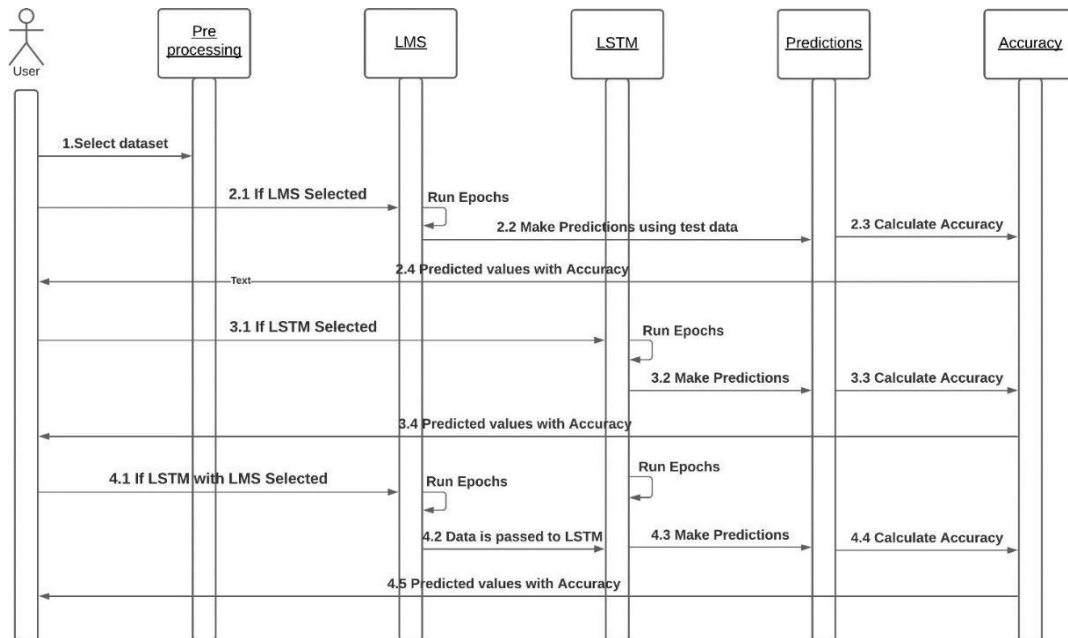 User
Pre
processing
LMS
LSTM
Predictions
Accuracy
1.Select dataset
2.1 If LMS Selected
Run Epochs
2.2 Make Predictions using test data
2.3 Calculate Accuracy
2.4 Predicted values with Accuracy
Text
3.1 If LSTM Selected
Run Epochs
3.2 Make Predictions
3.3 Calculate Accuracy
3.4 Predicted values with Accuracy
4.1 If LSTM with LMS Selected
Run Epochs
Run Epochs
4.2 Data is passed to LSTM
4.3 Make Predictions
4.4 Calculate Accuracy
4.5 Predicted values with Accuracy